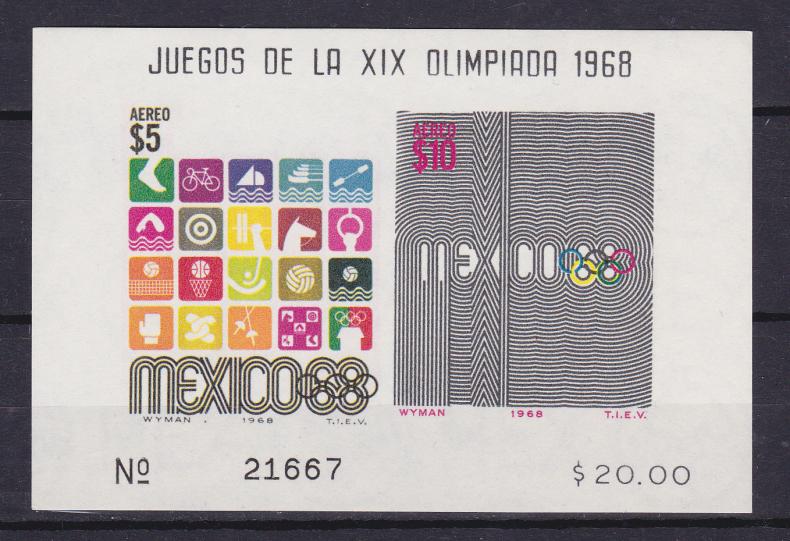 JUEGOS DE LA XIX OLIMPIADA 1968
AEREO
$5
MEXICO68
WYMAN . 1968 T.I.E.V.
AEREO
$10
MEXICO68
WYMAN 1968 T.I.E.V.
Nº 21667 $20.00